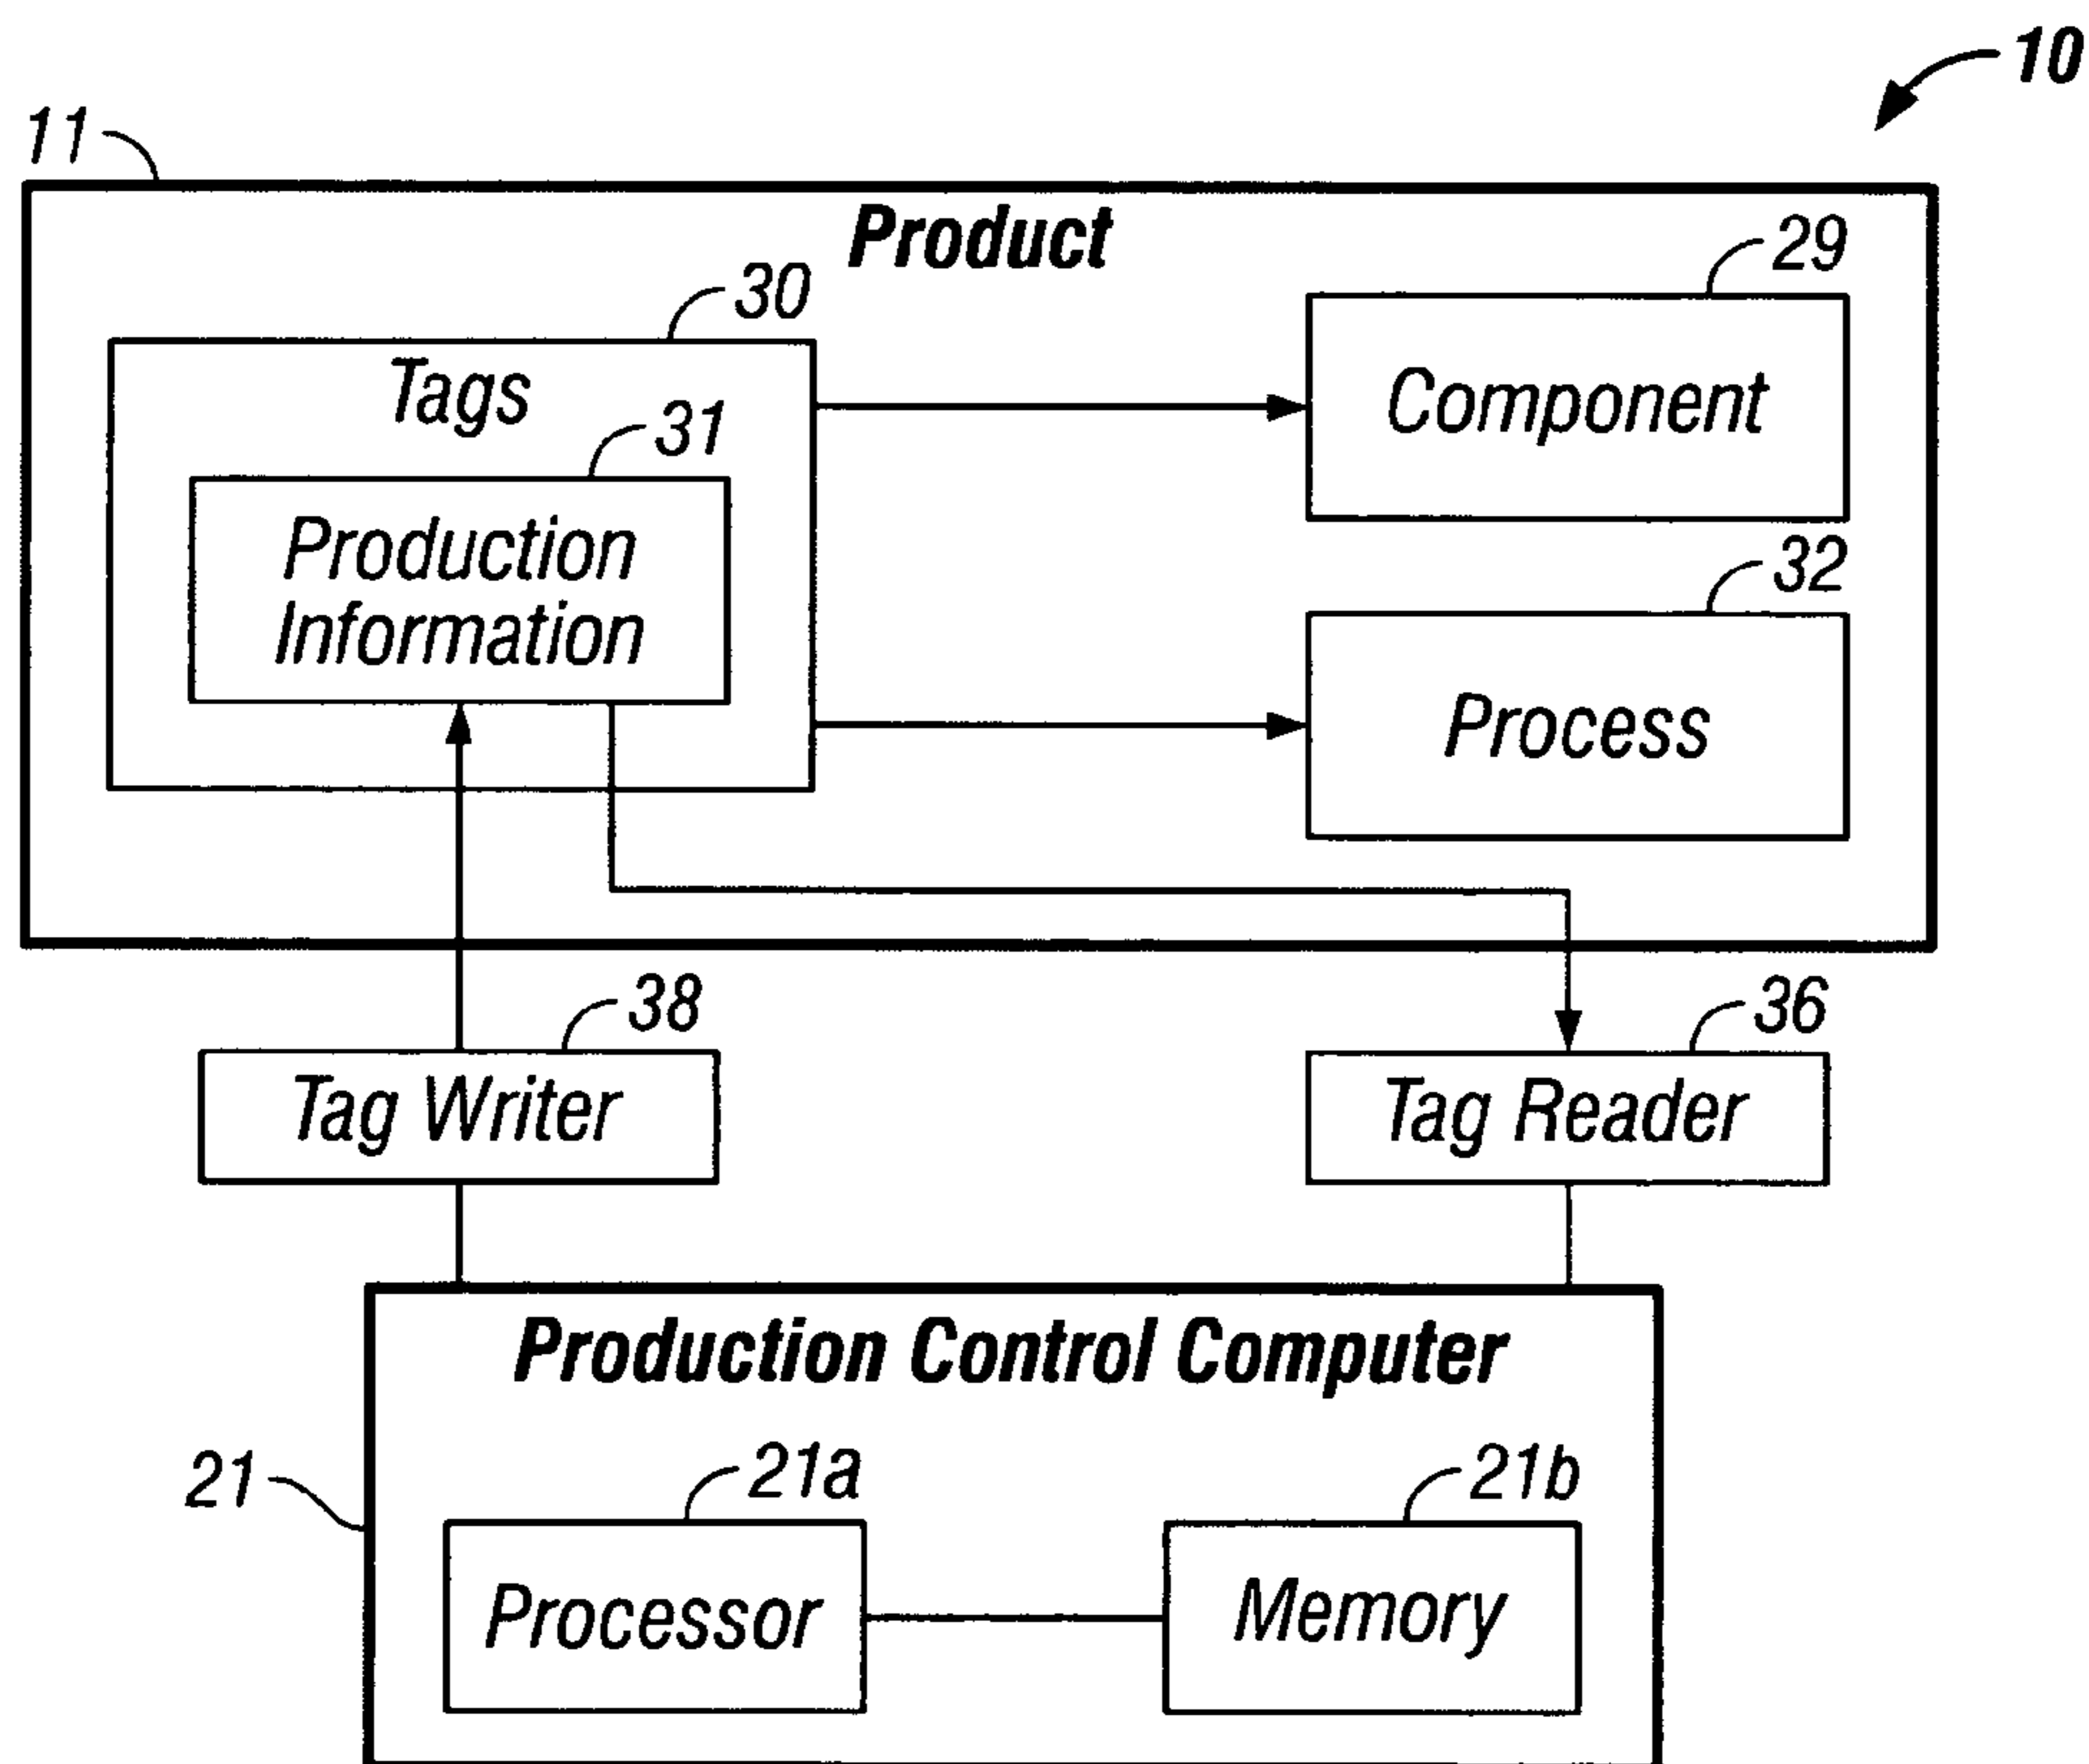 10
11
Product
29
30
Tags
Component
31
Production
Information
32
Process
38
36
Tag Writer
Tag Reader
Production Control Computer
21
21a
21b
Processor
Memory